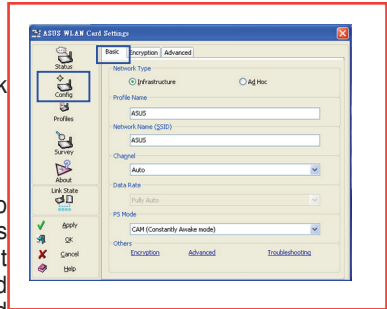 ASUS WLAN Card Settings
Status
Config
Profiles
Survey
About
Link State
Apply
OK
Cancel
Help
Basic Encryption Advanced
Network Type
Infrastructure Ad Hoc
Profile Name
ASUS
Network Name (SSID)
ASUS
Channel
Auto
Data Rate
Fully Auto
PS Mode
CAM (Constantly Awake mode)
Others
Encryption Advanced Troubleshooting